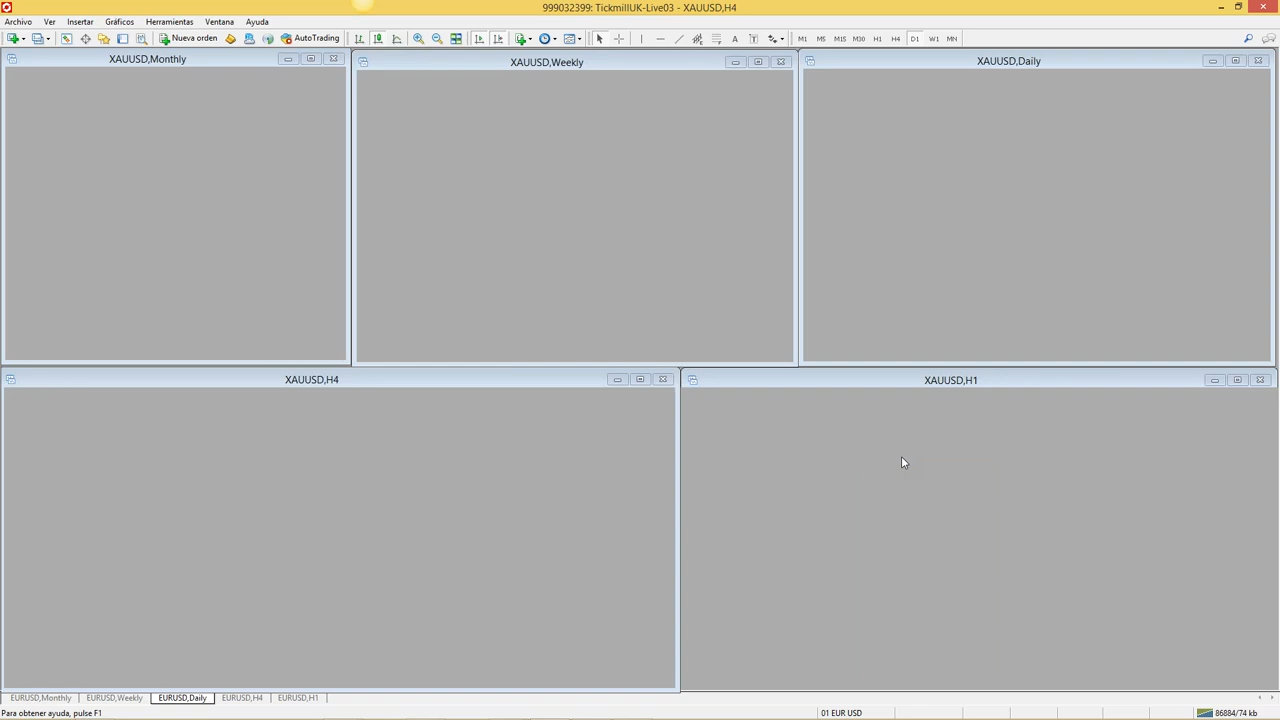 999032399: TickmillUK-Live03 - XAUUSD,H4
Archivo Ver Insertar Gráficos Herramientas Ventana Ayuda
Nueva orden AutoTrading A T M1 M5 M15 M30 H1 H4 D1 W1 MN
XAUUSD,Monthly
XAUUSD,Weekly
XAUUSD,Daily
XAUUSD,H4
XAUUSD,H1
EURUSD,Monthly EURUSD,Weekly EURUSD,Daily EURUSD,H4 EURUSD,H1
Para obtener ayuda, pulse F1 01 EUR USD 86884/74 kb